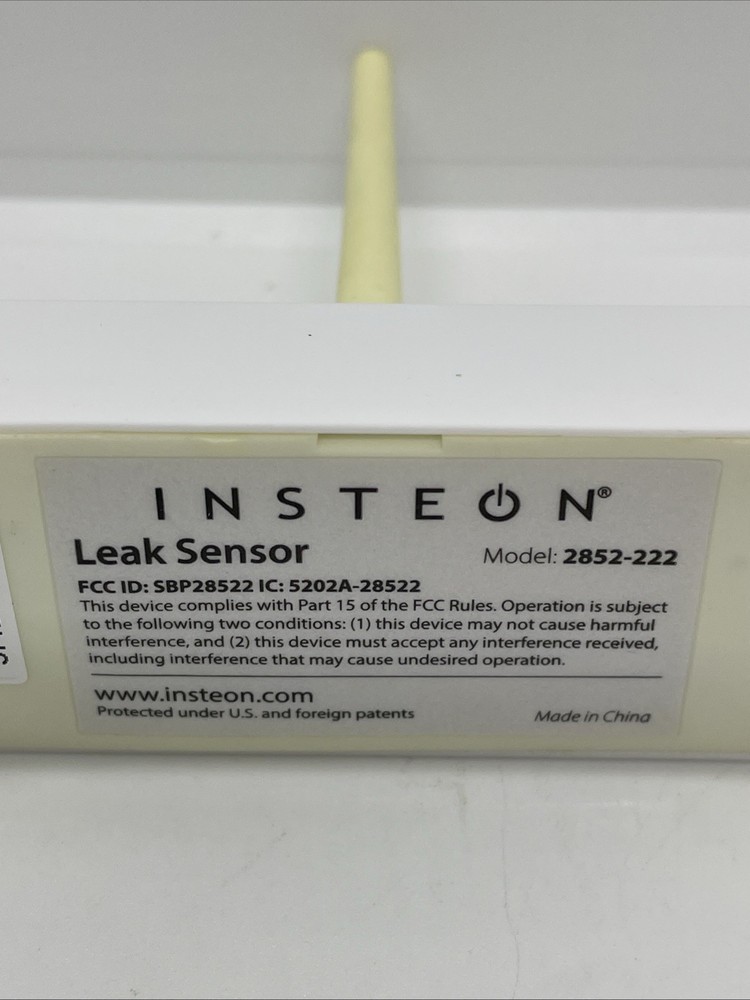 INSTEON®
Leak Sensor Model: 2852-222
FCC ID: SBP28522 IC: 5202A-28522
This device complies with Part 15 of the FCC Rules. Operation is subject
to the following two conditions: (1) this device may not cause harmful
interference, and (2) this device must accept any interference received,
including interference that may cause undesired operation.
www.insteon.com
Protected under U.S. and foreign patents Made in China